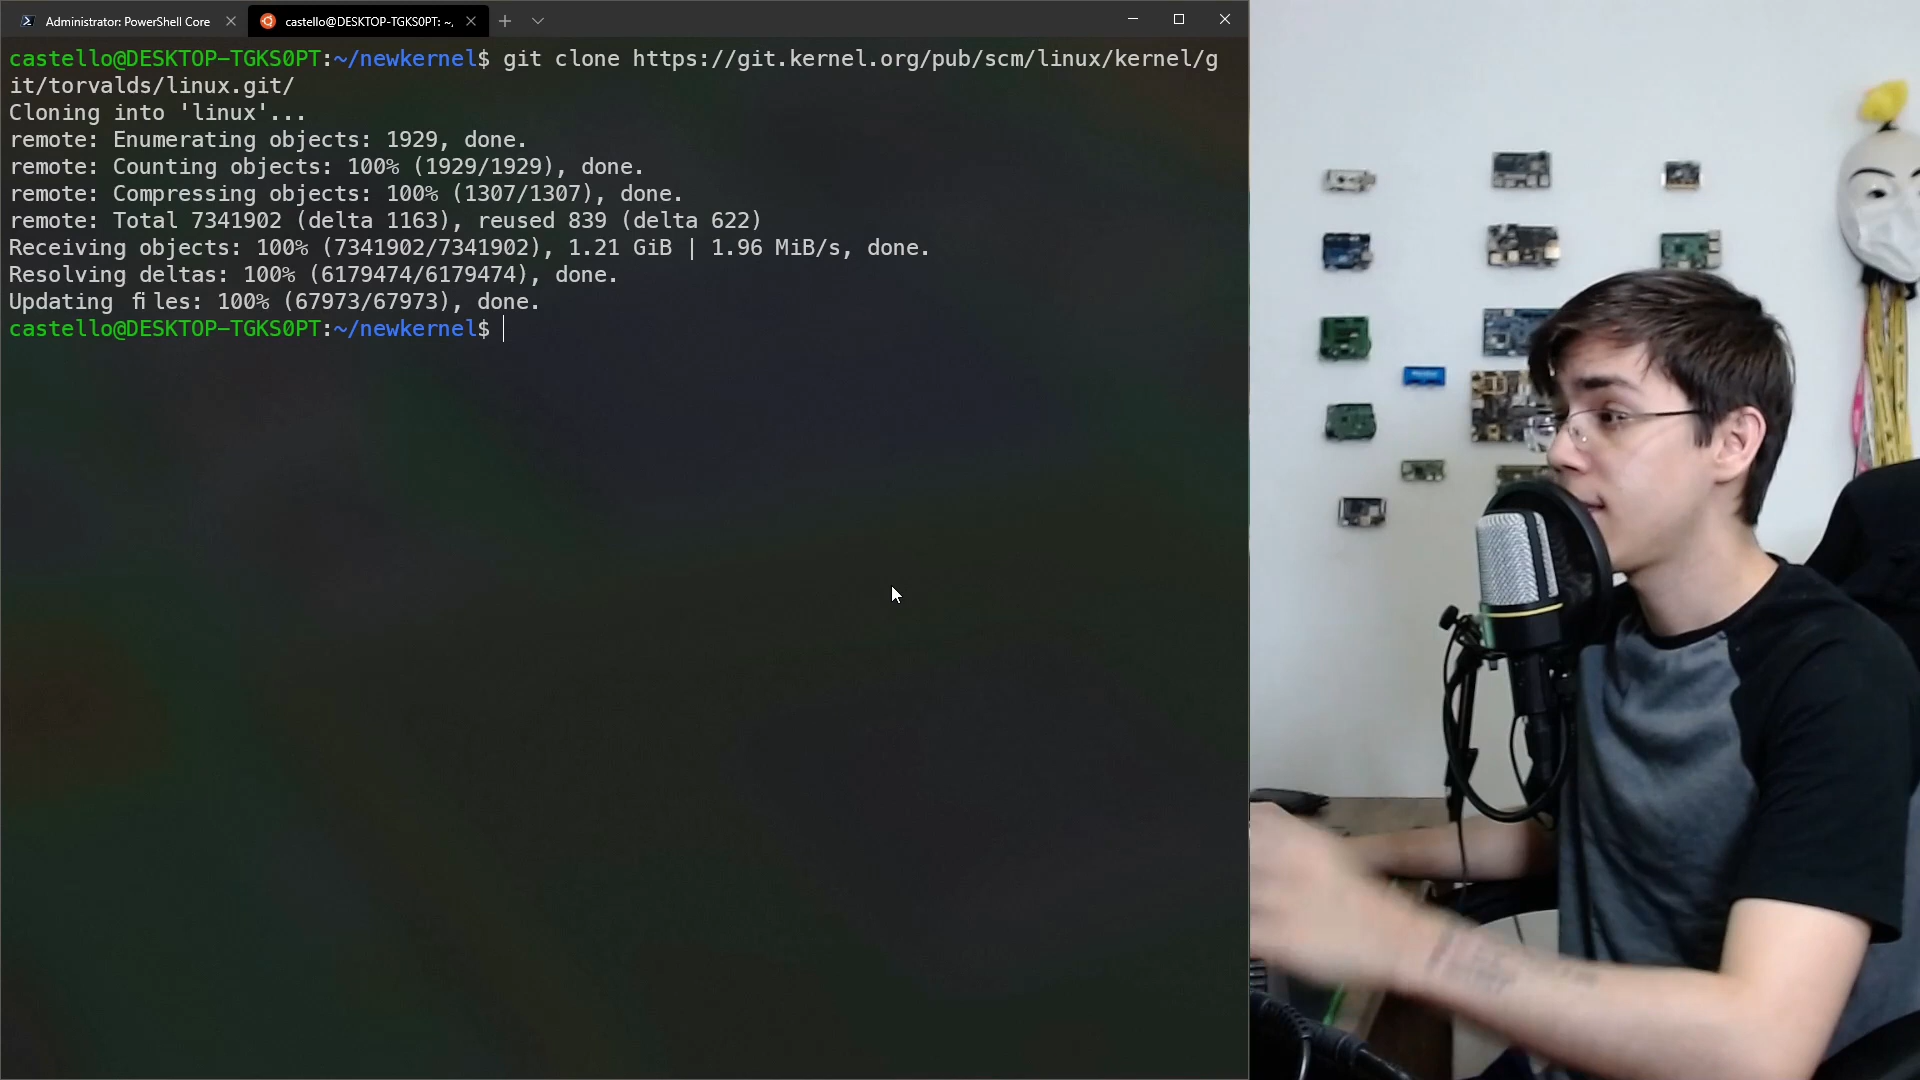 Administrator: PowerShell Core
castello@DESKTOP-TGKS0PT: ~,
castello@DESKTOP-TGKS0PT:~/newkernel$ git clone https://git.kernel.org/pub/scm/linux/kernel/g
it/torvalds/linux.git/
Cloning into 'linux'...
remote: Enumerating objects: 1929, done.
remote: Counting objects: 100% (1929/1929), done.
remote: Compressing objects: 100% (1307/1307), done.
remote: Total 7341902 (delta 1163), reused 839 (delta 622)
Receiving objects: 100% (7341902/7341902), 1.21 GiB | 1.96 MiB/s, done.
Resolving deltas: 100% (6179474/6179474), done.
Updating files: 100% (67973/67973), done.
castello@DESKTOP-TGKS0PT:~/newkernel$